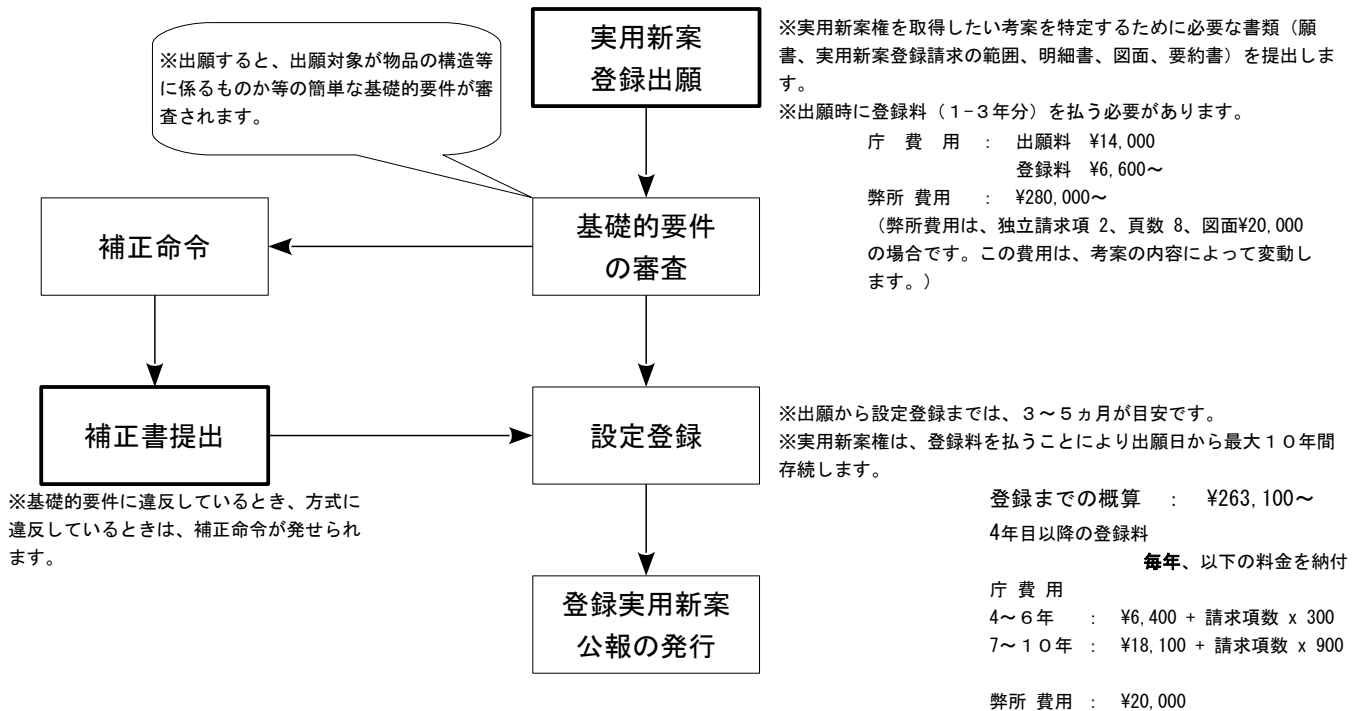 実用新案
登録出願
※実用新案権を取得したい考案を特定するために必要な書類（願
書、実用新案登録請求の範囲、明細書、図面、要約書）を提出しま
す。
※出願時に登録料（１−３年分）を払う必要があります。
庁 費 用 ： 出願料 ¥14,000
登録料 ¥6,600～
弊所 費用 ： ¥280,000～
（弊所費用は、独立請求項 2、頁数 8、図面¥20,000
の場合です。この費用は、考案の内容によって変動し
ます。）
※出願すると、出願対象が物品の構造等
に係るものか等の簡単な基礎的要件が審
査されます。
基礎的要件
の審査
補正命令
補正書提出
※基礎的要件に違反しているとき、方式に
違反しているときは、補正命令が発せられ
ます。
設定登録
※出願から設定登録までは、３～５ヵ月が目安です。
※実用新案権は、登録料を払うことにより出願日から最大１０年間
存続します。
登録までの概算 ： ¥263,100～
4年目以降の登録料
毎年、以下の料金を納付
庁 費 用
4～６年 ： ¥6,400 + 請求項数 x 300
7～１０年 ： ¥18,100 + 請求項数 x 900
弊所 費用 ： ¥20,000
登録実用新案
公報の発行